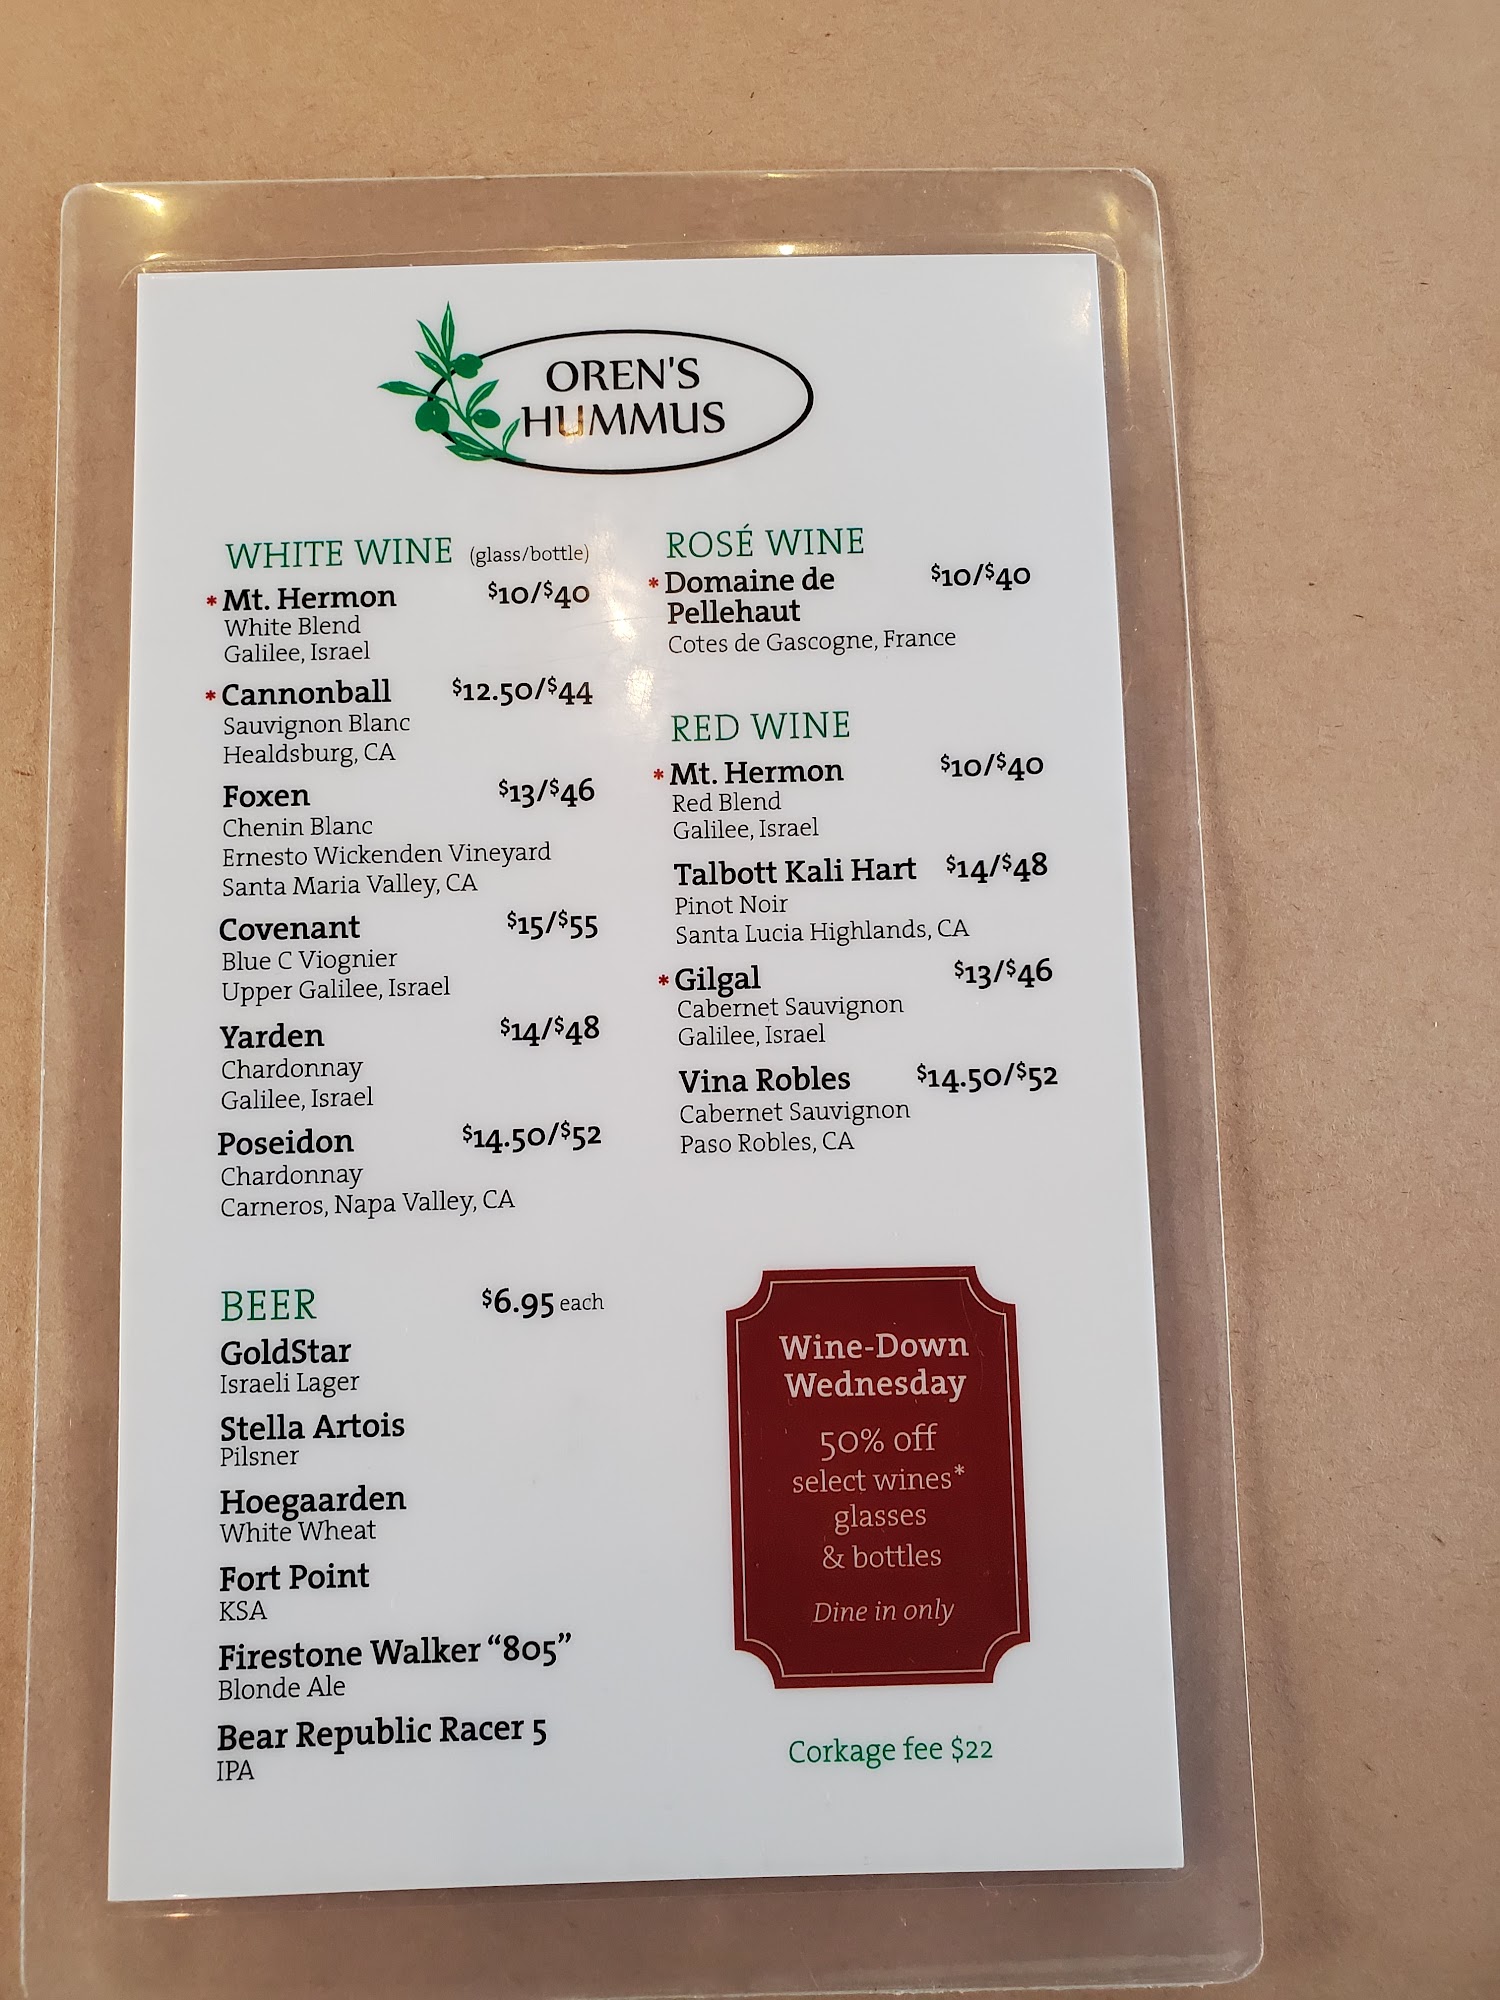 OREN'S
HUMMUS
WHITE WINE (glass/bottle)
* Mt. Hermon $10/$40
White Blend
Galilee, Israel
* Cannonball $12.50/$44
Sauvignon Blanc
Healdsburg, CA
Foxen $13/$46
Chenin Blanc
Ernesto Wickenden Vineyard
Santa Maria Valley, CA
Covenant $15/$55
Blue C Viognier
Upper Galilee, Israel
Yarden $14/$48
Chardonnay
Galilee, Israel
Poseidon $14.50/$52
Chardonnay
Carneros, Napa Valley, CA
BEER $6.95 each
GoldStar
Israeli Lager
Stella Artois
Pilsner
Hoegaarden
White Wheat
Fort Point
KSA
Firestone Walker “805”
Blonde Ale
Bear Republic Racer 5
IPA
ROSÉ WINE
* Domaine de $10/$40
Pellehaut
Cotes de Gascogne, France
RED WINE
* Mt. Hermon $10/$40
Red Blend
Galilee, Israel
Talbott Kali Hart $14/$48
Pinot Noir
Santa Lucia Highlands, CA
* Gilgal $13/$46
Cabernet Sauvignon
Galilee, Israel
Vina Robles $14.50/$52
Cabernet Sauvignon
Paso Robles, CA
Wine-Down
Wednesday
50% off
select wines*
glasses
& bottles
Dine in only
Corkage fee $22